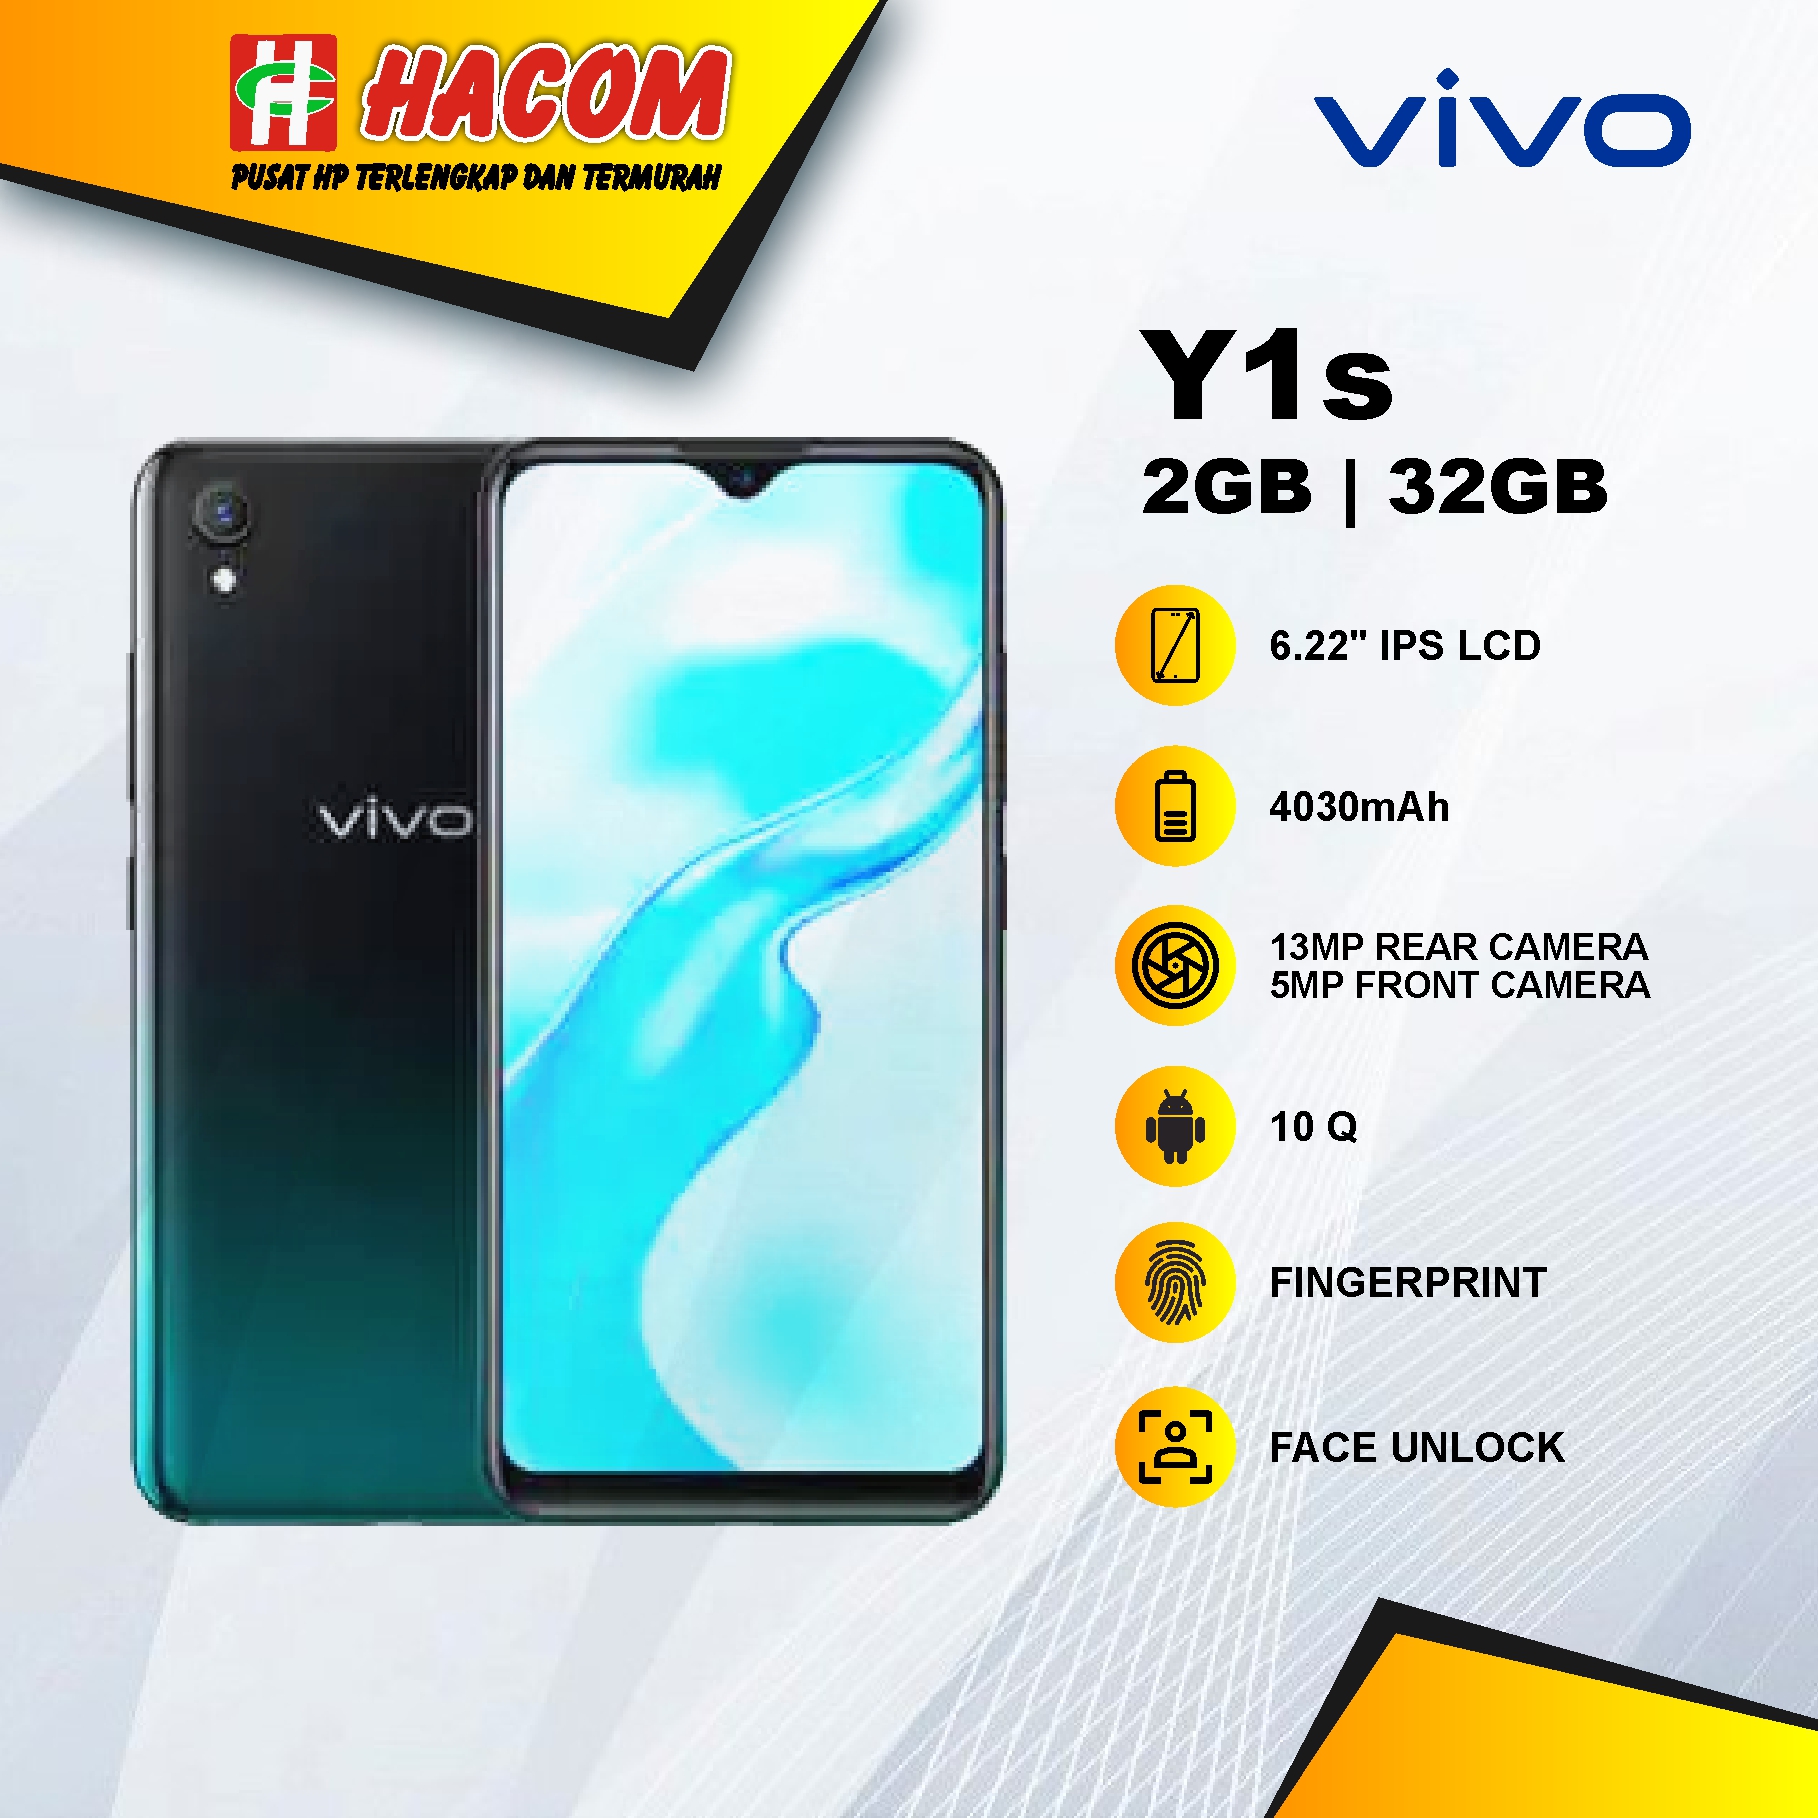 HACOM
PUSAT HP TERLENGKAP DAN TERMURAH
vivo
Y1s
2GB | 32GB
vivo
6.22" IPS LCD
4030mAh
13MP REAR CAMERA
5MP FRONT CAMERA
10 Q
FINGERPRINT
FACE UNLOCK